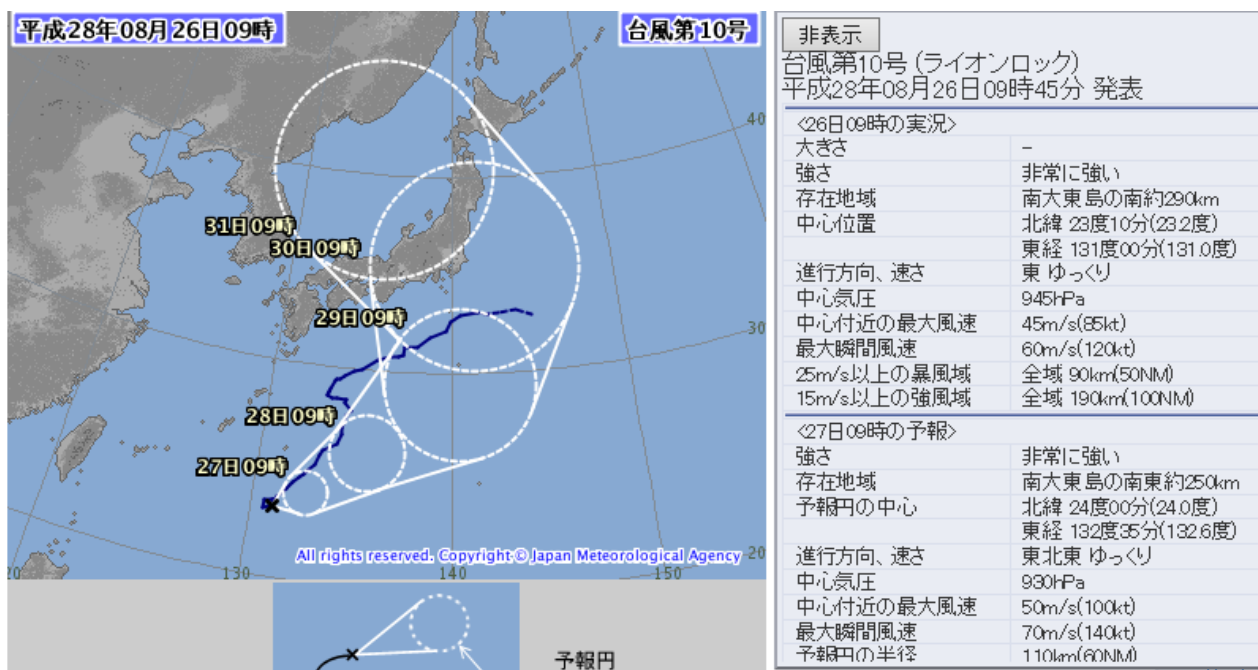 平成28年08月26日09時
台風第10号
40
31日09時
30日09時
29日09時
30
28日09時
27日09時
All rights reserved. Copyright © Japan Meteorological Agency
20
130
140
150
20
予報円
非表示
台風第10号 (ライオンロック)
平成28年08月26日09時45分 発表
<26日09時の実況>
大きさ -
強さ 非常に強い
存在地域 南大東島の南約290km
中心位置 北緯 23度10分(23.2度)
東経 131度00分(131.0度)
進行方向、速さ 東 ゆっくり
中心気圧 945hPa
中心付近の最大風速 45m/s(85kt)
最大瞬間風速 60m/s(120kt)
25m/s以上の暴風域 全域 90km(50NM)
15m/s以上の強風域 全域 190km(100NM)
<27日09時の予報>
強さ 非常に強い
存在地域 南大東島の南東約250km
予報円の中心 北緯 24度00分(24.0度)
東経 132度35分(132.6度)
進行方向、速さ 東北東 ゆっくり
中心気圧 930hPa
中心付近の最大風速 50m/s(100kt)
最大瞬間風速 70m/s(140kt)
予報円の半径 110km(60NM)